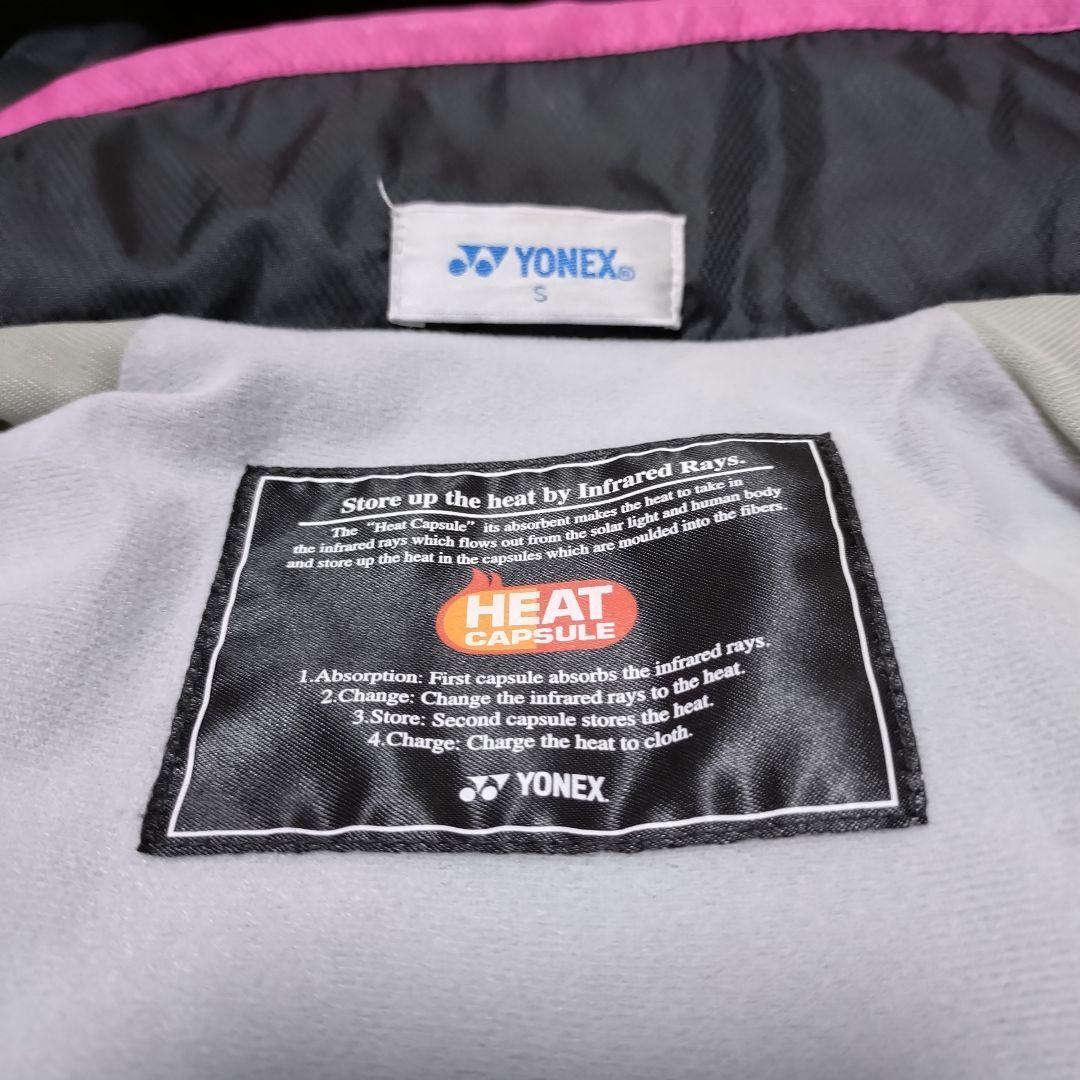 YONEX®
S
Store up the heat by Infrared Rays.
The "Heat Capsule" its absorbent makes the heat to take in
the infrared rays which flows out from the solar light and human body
and store up the heat in the capsules which are moulded into the fibers.
HEAT
CAPSULE
1.Absorption: First capsule absorbs the infrared rays.
2.Change: Change the infrared rays to the heat.
3.Store: Second capsule stores the heat.
4.Charge: Charge the heat to cloth.
YONEX